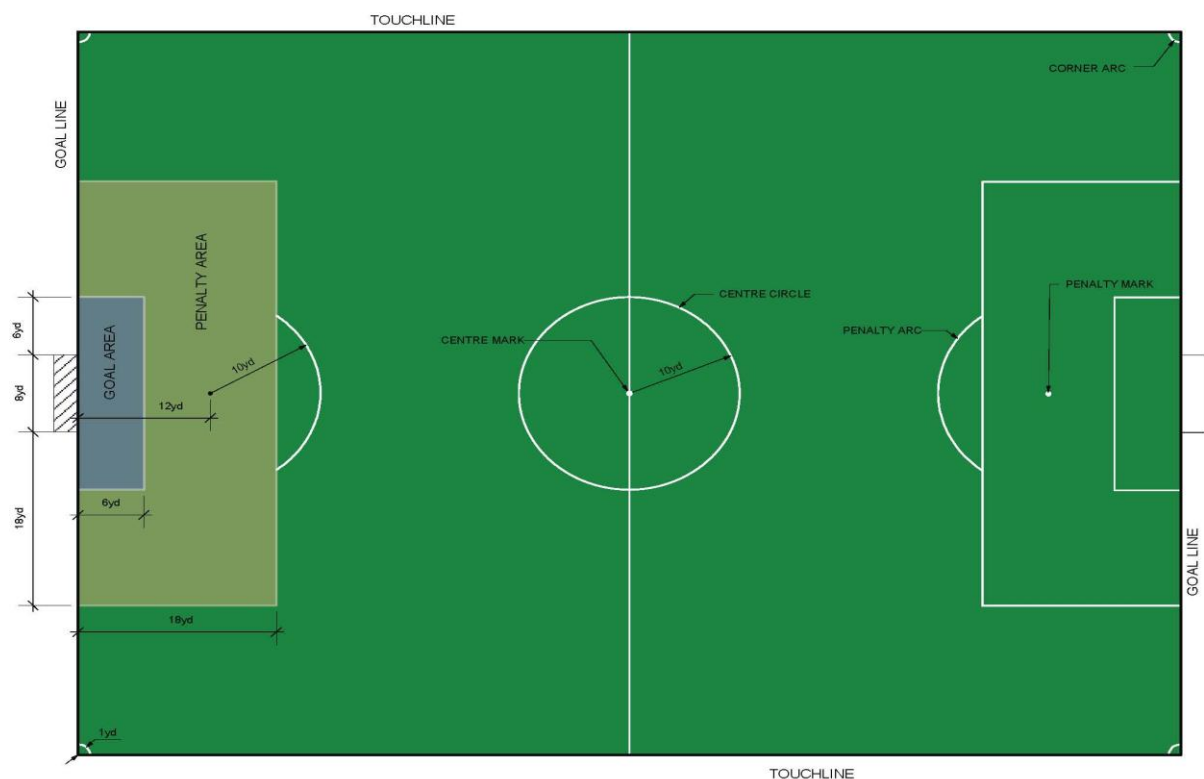 TOUCHLINE
CORNER ARC
GOAL LINE
PENALTY AREA
PENALTY MARK
CENTRE CIRCLE
6yd
GOAL AREA
PENALTY ARC
CENTRE MARK
10yd
10yd
8yd
12yd
6yd
18yd
GOAL LINE
18yd
1yd
TOUCHLINE